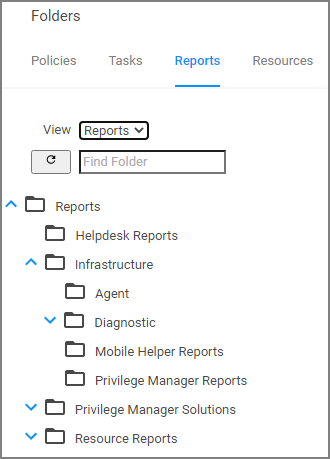 Folders
Policies Tasks Reports Resources
View Reports
Find Folder
Reports
Helpdesk Reports
Infrastructure
Agent
Diagnostic
Mobile Helper Reports
Privilege Manager Reports
Privilege Manager Solutions
Resource Reports